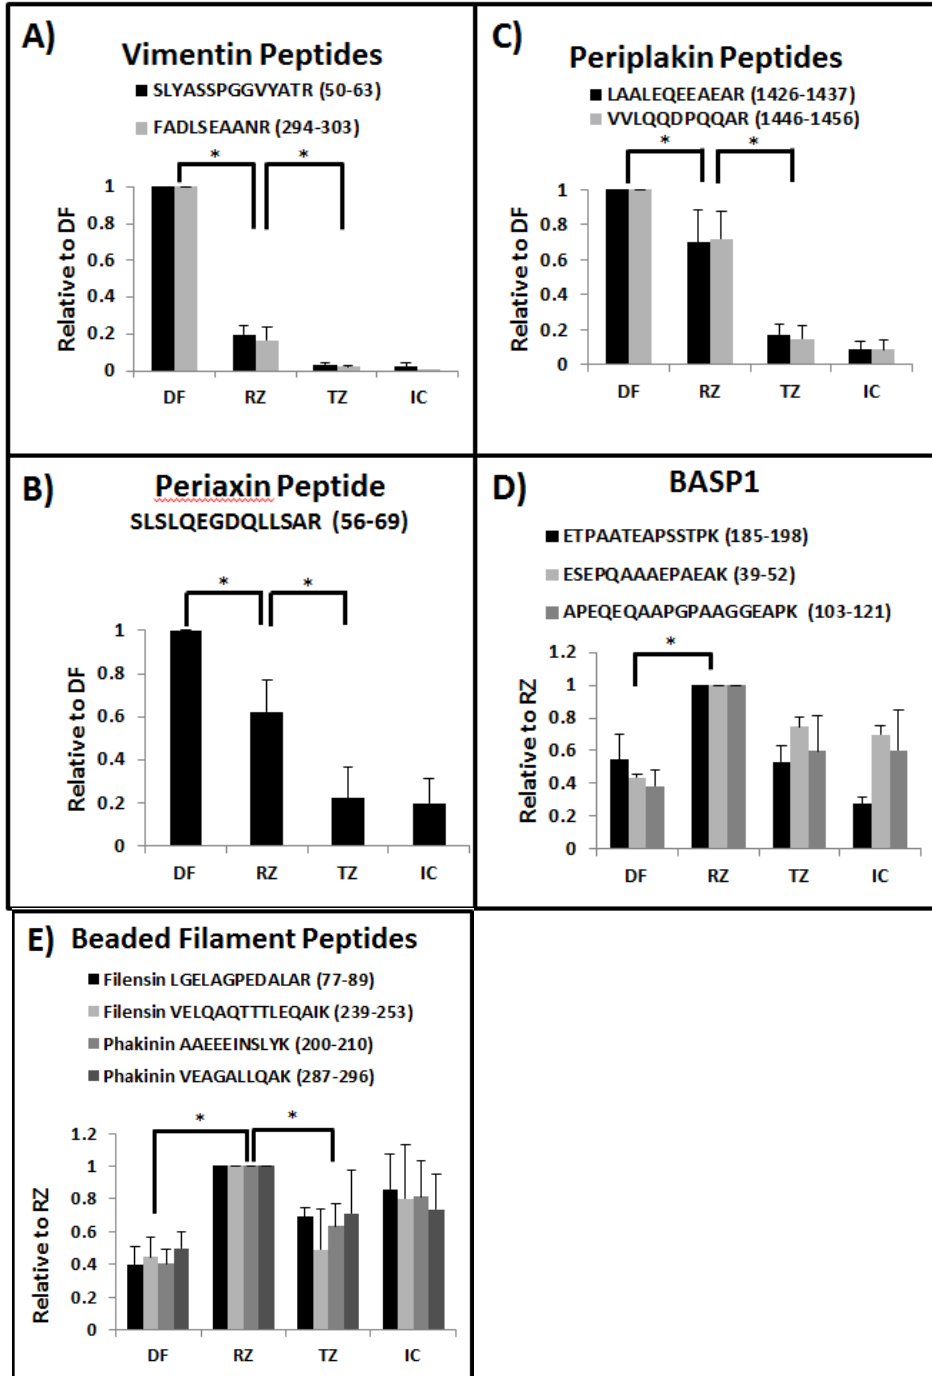 A)
Vimentin Peptides
SLYASSPGGVYATR (50-63)
FADLSEAANR (294-303)
* *
Relative to DF
1
0.8
0.6
0.4
0.2
0
DF RZ TZ IC
C)
Periplakin Peptides
LAALEQEEAEAR (1426-1437)
VVLQQDPQQAR (1446-1456)
* *
Relative to DF
1
0.8
0.6
0.4
0.2
0
DF RZ TZ IC
B)
Periaxin Peptide
SLSLQEGDQLLSAR (56-69)
* *
Relative to DF
1
0.8
0.6
0.4
0.2
0
DF RZ TZ IC
D)
BASP1
ETPAATEAPSSTPK (185-198)
ESEPQAAAEPAEAK (39-52)
APEQEQAAPGPAAGGEAPK (103-121)
*
Relative to RZ
1.2
1
0.8
0.6
0.4
0.2
0
DF RZ TZ IC
E) Beaded Filament Peptides
Filensin LGELAGPEDALAR (77-89)
Filensin VELQAQTTTLEQAIK (239-253)
Phakinin AAEEEINSLYK (200-210)
Phakinin VEAGALLQAK (287-296)
* *
Relative to RZ
1.2
1
0.8
0.6
0.4
0.2
0
DF RZ TZ IC